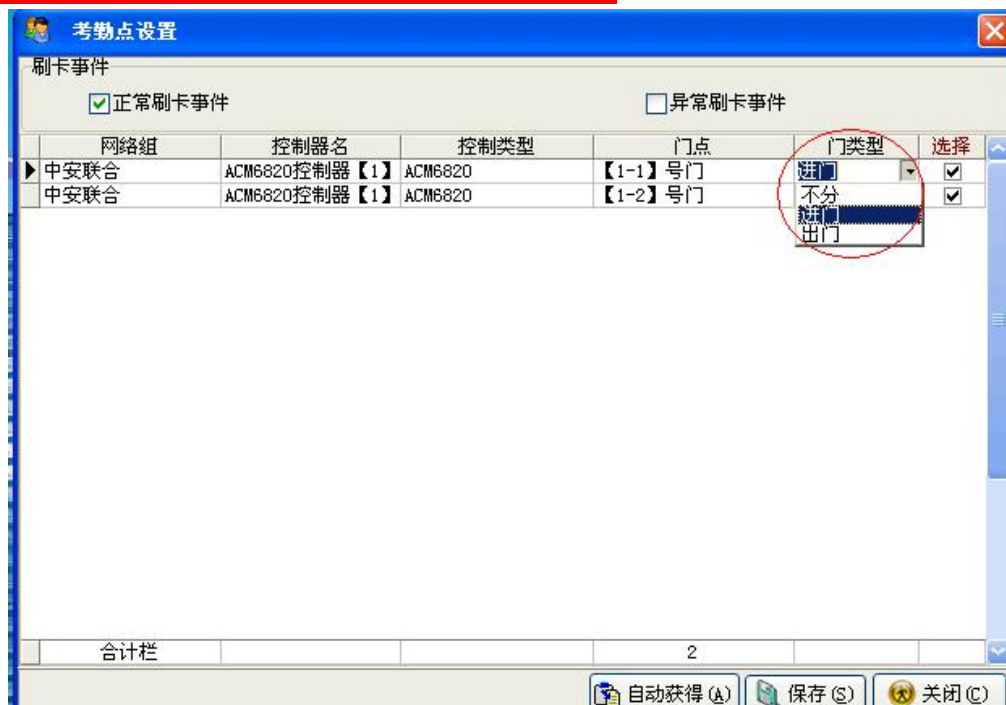 考勤点设置
刷卡事件
正常刷卡事件 异常刷卡事件
网络组 控制器名 控制类型 门点 门类型 选择
中安联合 ACM6820控制器【1】 ACM6820 【1-1】号门 进门
中安联合 ACM6820控制器【1】 ACM6820 【1-2】号门 不分
进门
出门
合计栏 2
自动获得(A) 保存(S) 关闭(C)